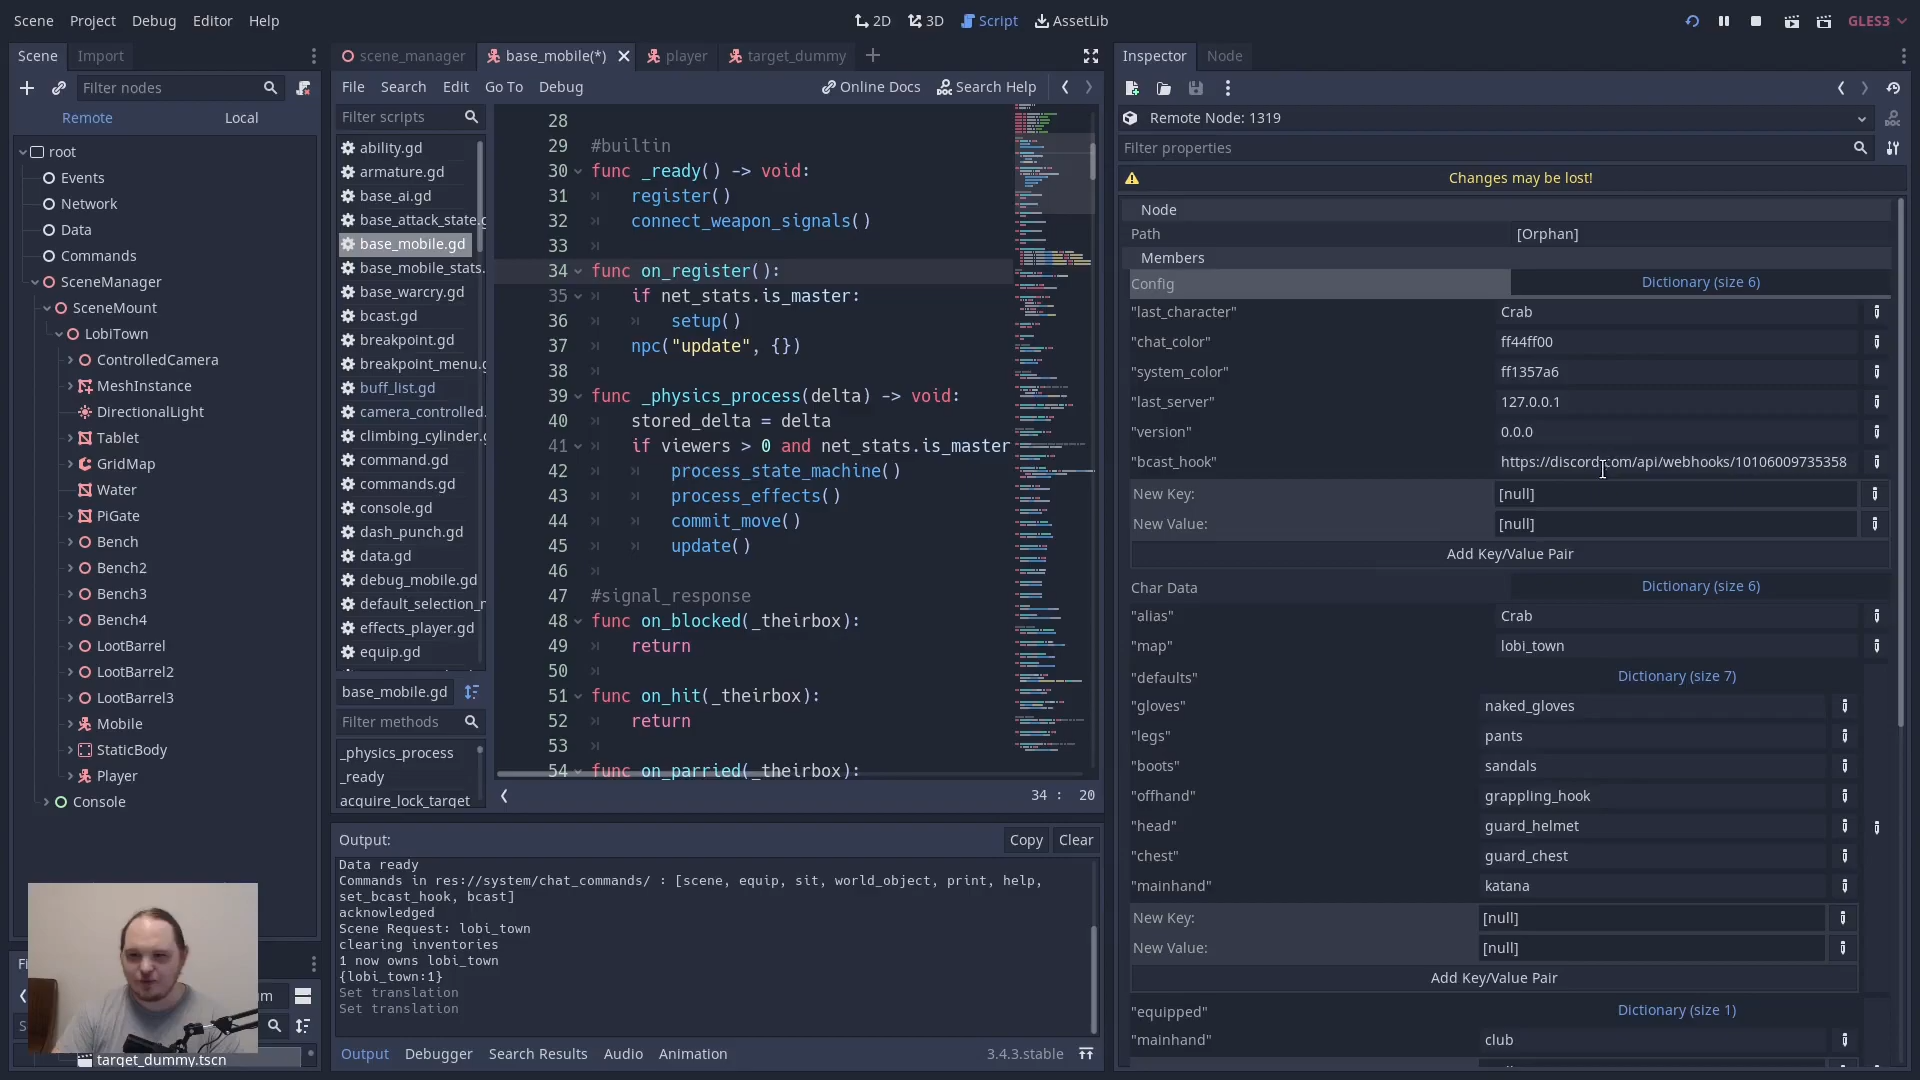 Scene Project Debug Editor Help
2D 3D Script AssetLib
GLES3
Scene Import
Filter nodes
Remote Local
root
Events
Network
Data
Commands
SceneManager
SceneMount
LobiTown
ControlledCamera
MeshInstance
DirectionalLight
Tablet
GridMap
Water
PiGate
Bench
Bench2
Bench3
Bench4
LootBarrel
LootBarrel2
LootBarrel3
Mobile
StaticBody
Player
Console
target_dummy.tscn
scene_manager base_mobile(*) player target_dummy
File Search Edit Go To Debug Online Docs Search Help
Filter scripts
ability.gd
armature.gd
base_ai.gd
base_attack_state.g
base_mobile.gd
base_mobile_stats.
base_warcry.gd
bcast.gd
breakpoint.gd
breakpoint_menu.g
buff_list.gd
camera_controlled.
climbing_cylinder.g
command.gd
commands.gd
console.gd
dash_punch.gd
data.gd
debug_mobile.gd
default_selection_r
effects_player.gd
equip.gd
base_mobile.gd
Filter methods
_physics_process
_ready
acquire_lock_target
28
29 #builtin
30 func _ready() -> void:
31 register()
32 connect_weapon_signals()
33
34 func on_register():
35 if net_stats.is_master:
36 setup()
37 npc("update", {})
38
39 func _physics_process(delta) -> void:
40 stored_delta = delta
41 if viewers > 0 and net_stats.is_master
42 process_state_machine()
43 process_effects()
44 commit_move()
45 update()
46
47 #signal_response
48 func on_blocked(_theirbox):
49 return
50
51 func on_hit(_theirbox):
52 return
53
54 func on_parried(_theirbox):
34 : 20
Output: Copy Clear
Data ready
Commands in res://system/chat_commands/ : [scene, equip, sit, world_object, print, help,
set_bcast_hook, bcast]
acknowledged
Scene Request: lobi_town
clearing inventories
1 now owns lobi_town
{lobi_town:1}
Set translation
Set translation
Output Debugger Search Results Audio Animation 3.4.3.stable
Inspector Node
Remote Node: 1319
Filter properties
Changes may be lost!
Node
Path [Orphan]
Members
Config Dictionary (size 6)
"last_character" Crab
"chat_color" ff44ff00
"system_color" ff1357a6
"last_server" 127.0.0.1
"version" 0.0.0
"bcast_hook" https://discord.com/api/webhooks/10106009735358
New Key: [null]
New Value: [null]
Add Key/Value Pair
Char Data Dictionary (size 6)
"alias" Crab
"map" lobi_town
"defaults" Dictionary (size 7)
"gloves" naked_gloves
"legs" pants
"boots" sandals
"offhand" grappling_hook
"head" guard_helmet
"chest" guard_chest
"mainhand" katana
New Key: [null]
New Value: [null]
Add Key/Value Pair
"equipped" Dictionary (size 1)
"mainhand" club